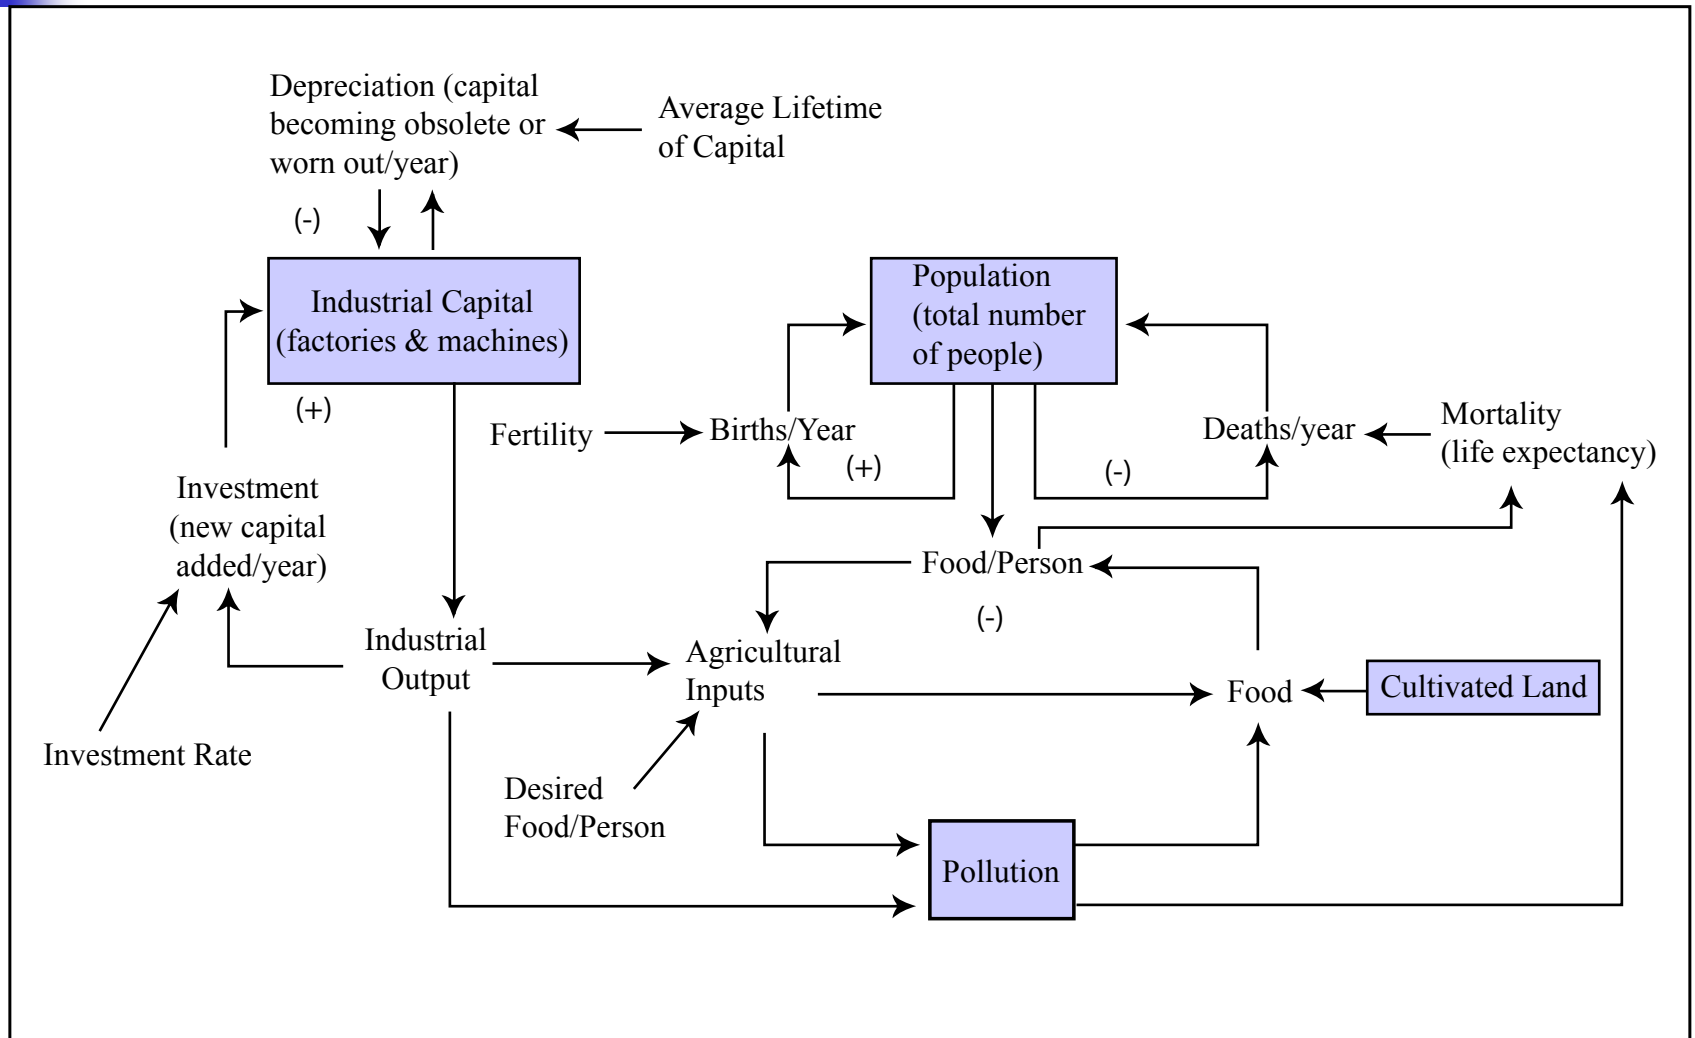 Depreciation (capital
becoming obsolete or
worn out/year)
Average Lifetime
of Capital
(-)
Industrial Capital
(factories & machines)
(+)
Population
(total number
of people)
Fertility
Births/Year
(+)
Deaths/year
(-)
Mortality
(life expectancy)
Investment
(new capital
added/year)
Food/Person
(-)
Industrial
Output
Agricultural
Inputs
Food
Cultivated Land
Investment Rate
Desired
Food/Person
Pollution